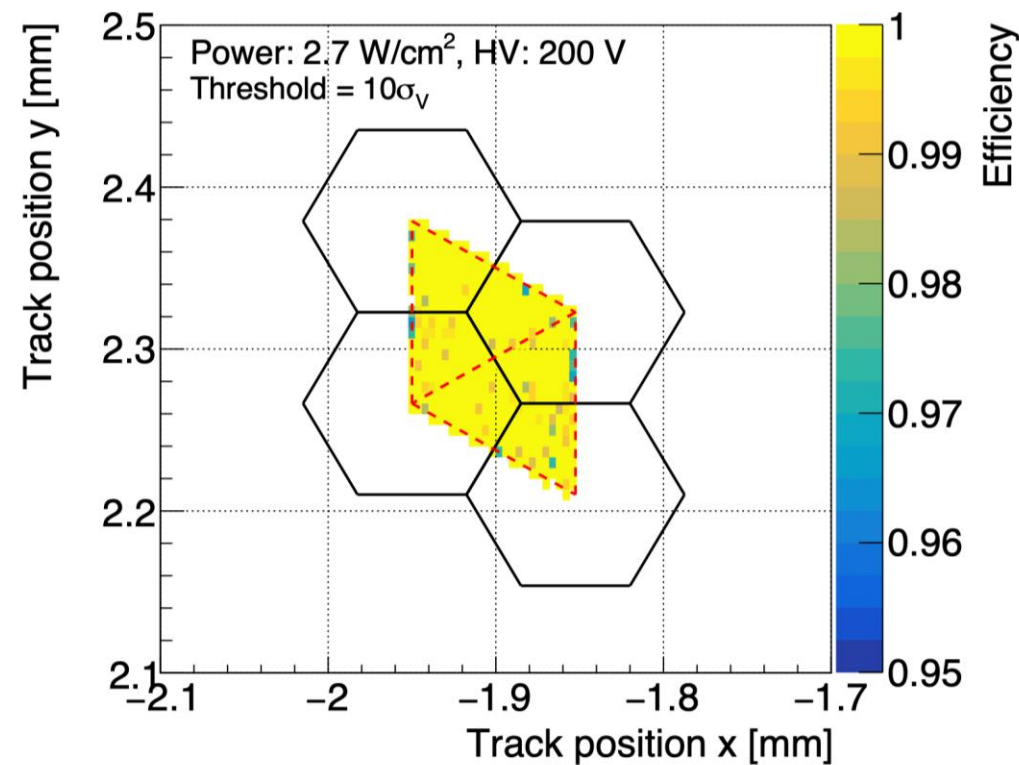 Power: 2.7 W/cm², HV: 200 V
Threshold = 10σ_V
Track position y [mm]
2.5
2.4
2.3
2.2
2.1
−2.1 −2 −1.9 −1.8 −1.7
Track position x [mm]
1
0.99
0.98
0.97
0.96
0.95
Efficiency